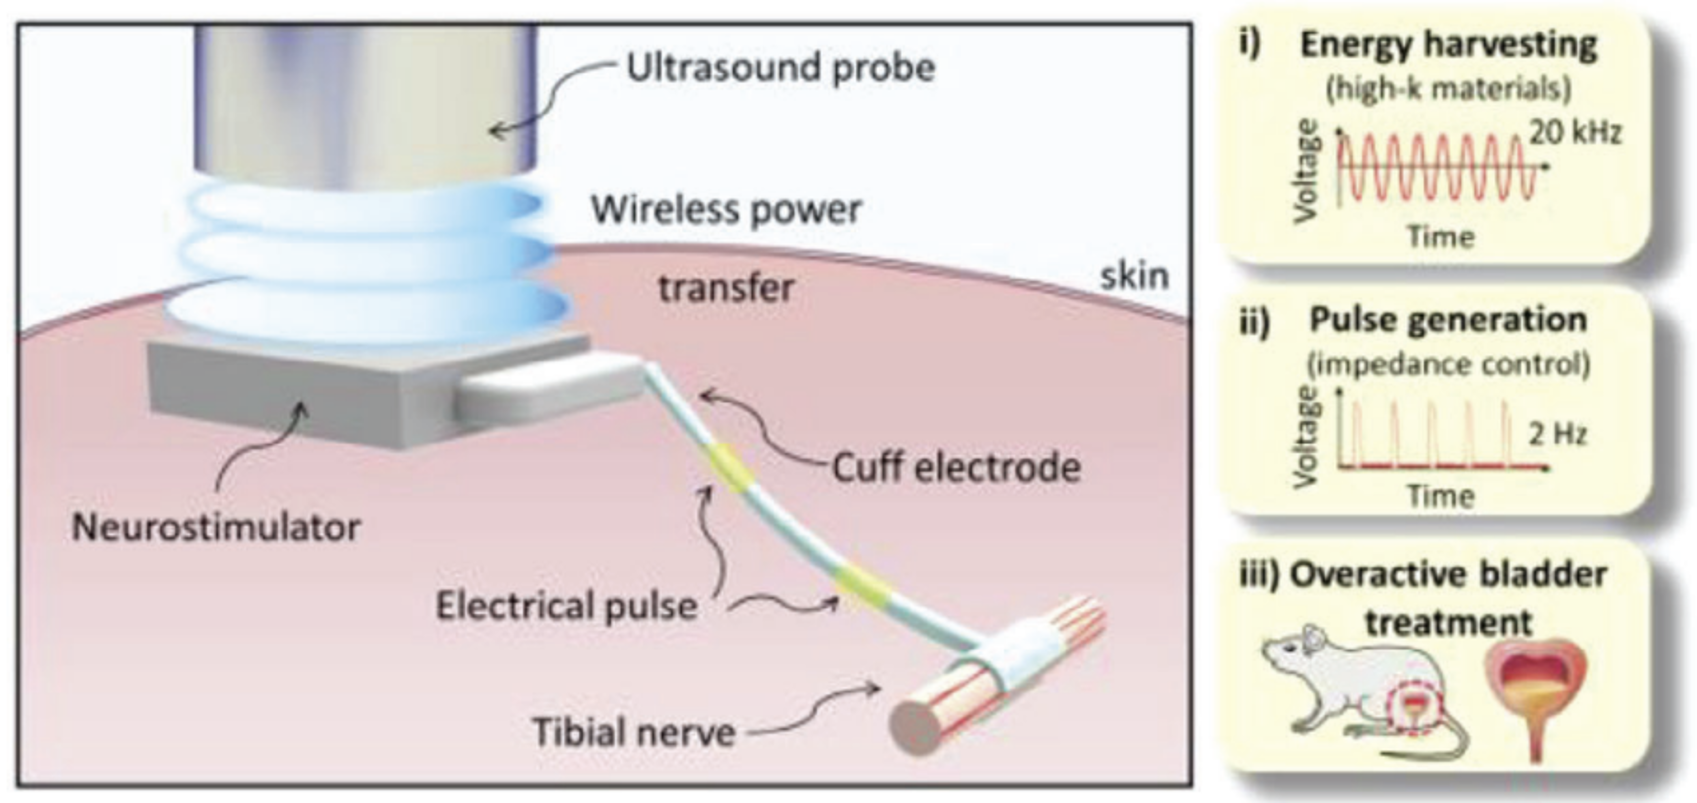 Ultrasound probe
Wireless power
transfer
skin
Cuff electrode
Neurostimulator
Electrical pulse
Tibial nerve
i) Energy harvesting
(high-k materials)
Voltage
20 kHz
Time
ii) Pulse generation
(impedance control)
Voltage
2 Hz
Time
iii) Overactive bladder
treatment